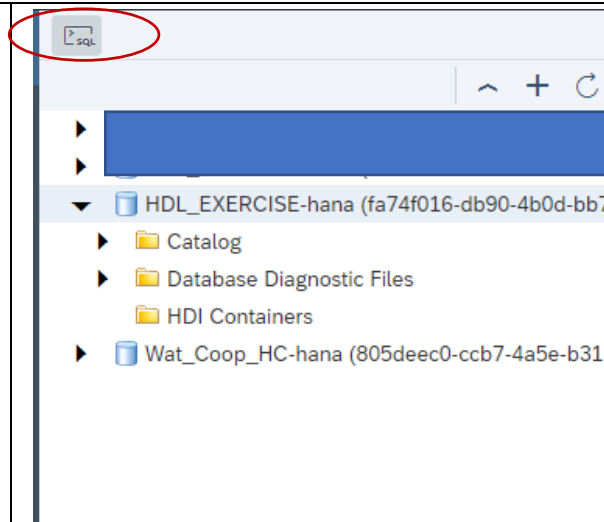 SQL
HDL_EXERCISE-hana (fa74f016-db90-4b0d-bb7
Catalog
Database Diagnostic Files
HDI Containers
Wat_Coop_HC-hana (805deec0-ccb7-4a5e-b31